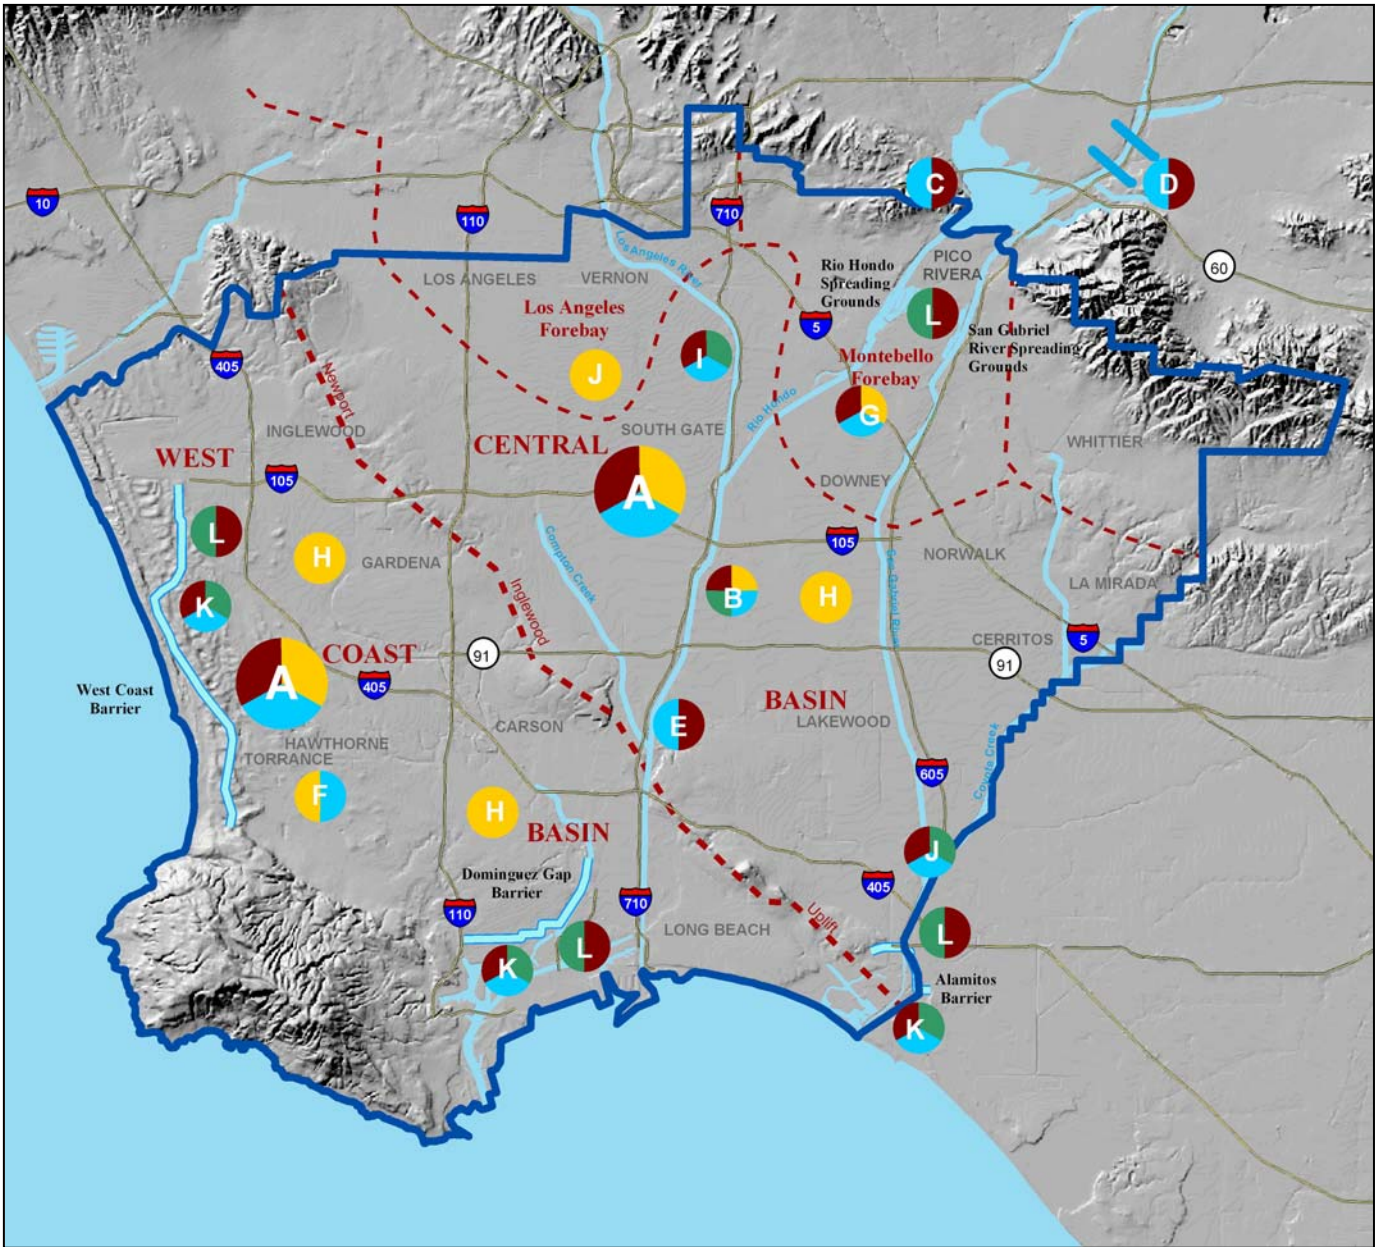 C
D
10
110
710
Los Angeles River
PICO
RIVERA
60
LOS ANGELES
VERNON
Rio Hondo
Spreading
Grounds
Los Angeles
Forebay
L
5
San Gabriel
River Spreading
Grounds
I
Montebello
Forebay
405
J
Newport
Rio Hondo
G
INGLEWOOD
CENTRAL
SOUTH GATE
WHITTIER
WEST
105
A
DOWNEY
L
Compton Creek
105
H
GARDENA
San Gabriel River
NORWALK
LA MIRADA
K
Inglewood
B
H
5
COAST
91
CERRITOS
91
A
405
West Coast
Barrier
BASIN
CARSON
E
LAKEWOOD
HAWTHORNE
TORRANCE
605
Coyote Creek
F
H
BASIN
J
Dominguez Gap
Barrier
405
110
710
Uplift
LONG BEACH
L
L
K
Alamitos
Barrier
K